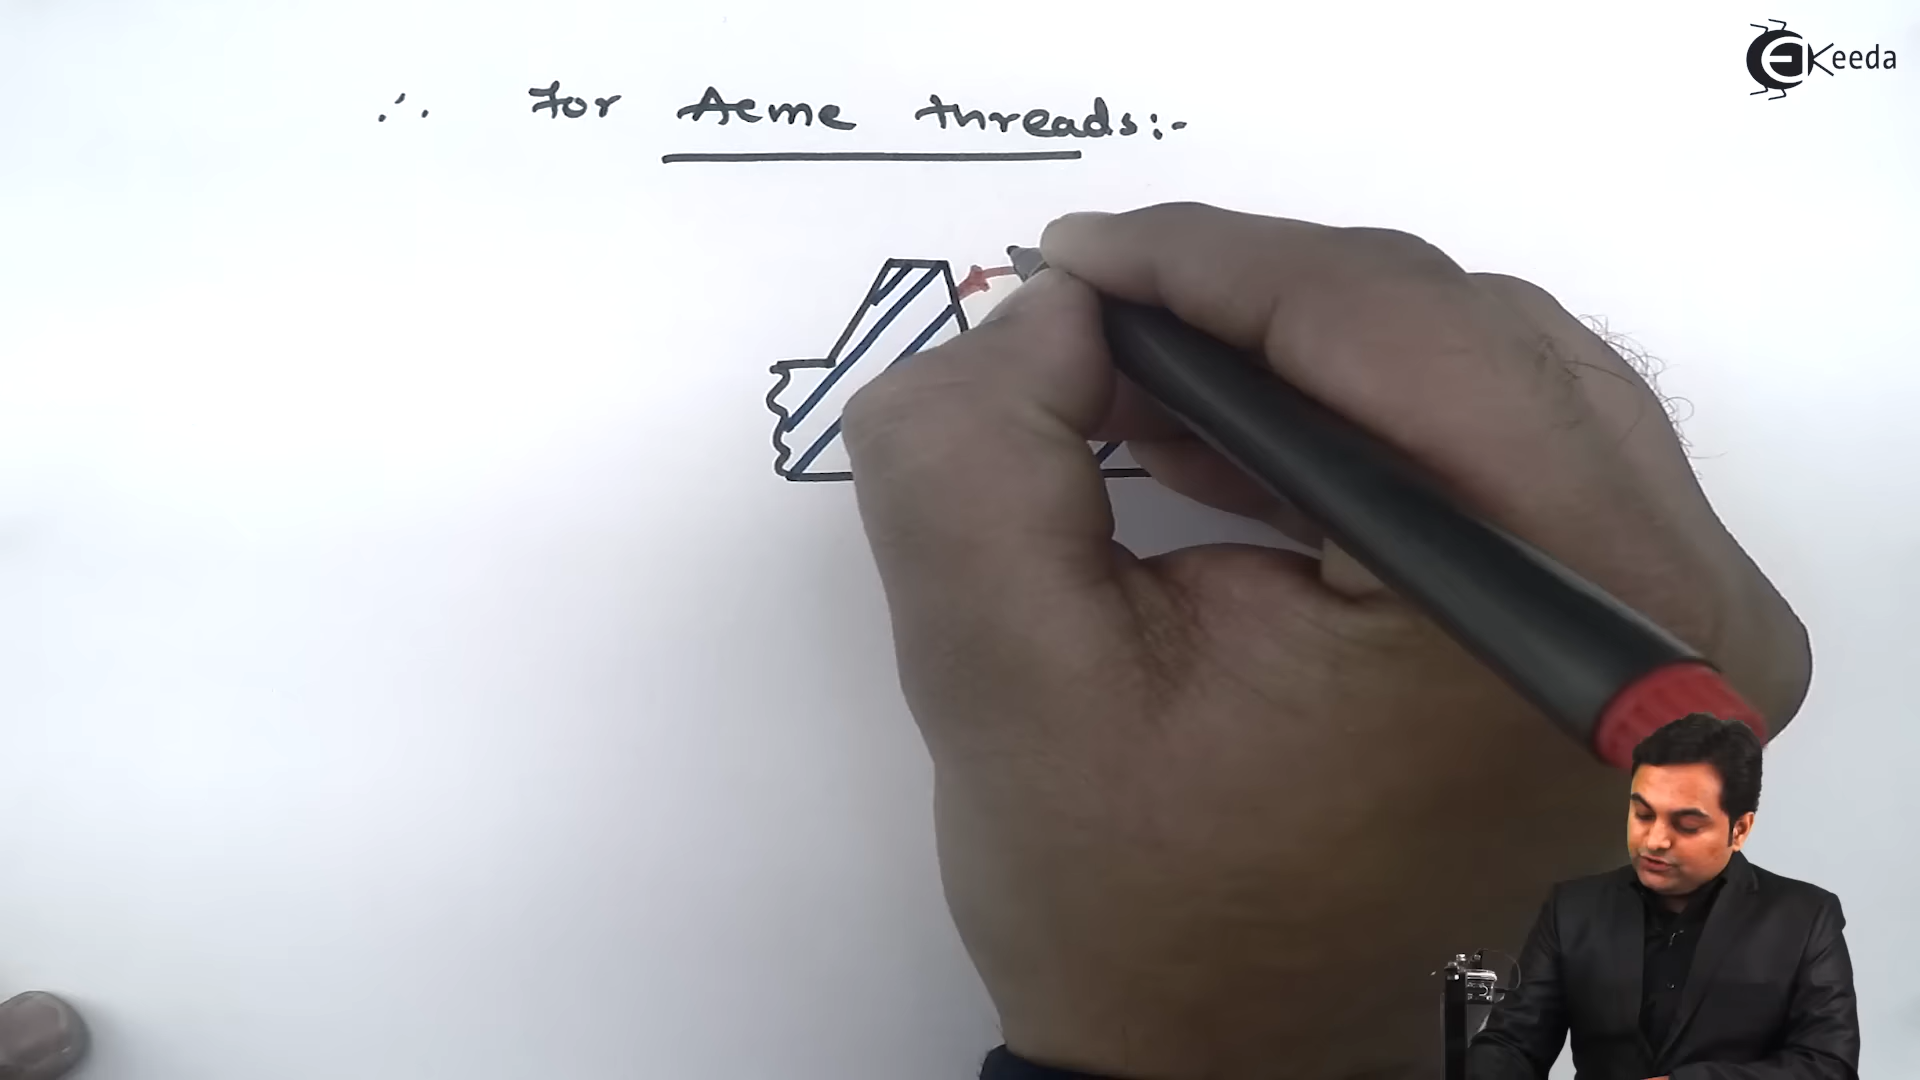 EKeeda
∴ For Acme threads:-